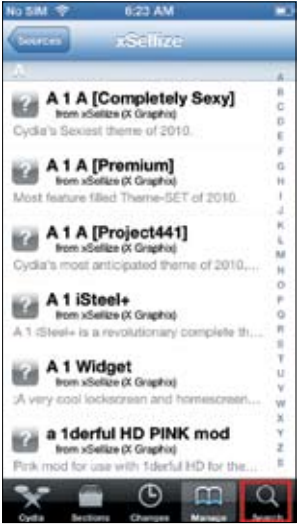 No SIM 6:23 AM
Sources xSellize
A
A 1 A [Completely Sexy]
from xSellize (X Graphix)
Cydia's Sexiest theme of 2010.
A 1 A [Premium]
from xSellize (X Graphix)
Most feature filled Theme-SET of 2010.
A 1 A [Project441]
from xSellize (X Graphix)
Cydia's most anticipated theme of 2010,...
A 1 iSteel+
from xSellize (X Graphix)
A 1 iSteel+ is a revolutionary complete th...
A 1 Widget
from xSellize (X Graphix)
;A very cool lockscreen and homescreen...
a 1derful HD PINK mod
from xSellize (X Graphix)
Pink mod for use with 1derful HD for the...
A
B
C
D
E
F
G
H
I
J
K
L
M
N
O
P
Q
R
S
T
U
V
W
X
Y
Z
Cydia Sections Changes Manage Search